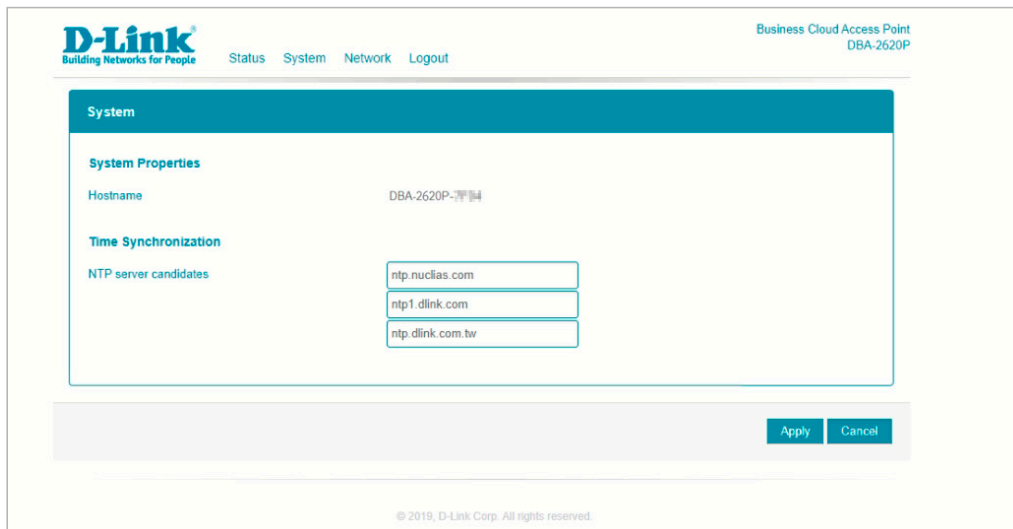 D-Link
Building Networks for People
Status System Network Logout
Business Cloud Access Point
DBA-2620P
System
System Properties
Hostname DBA-2620P-
Time Synchronization
NTP server candidates ntp.nuclias.com
ntp1.dlink.com
ntp.dlink.com.tw
Apply Cancel
© 2019, D-Link Corp. All rights reserved.